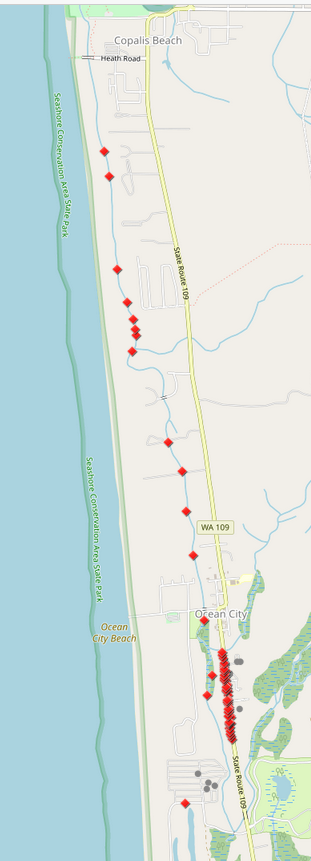 Copalis Beach
Heath Road
Seashore Conservation Area State Park
State Route 109
Seashore Conservation Area State Park
WA 109
Ocean City
Ocean
City Beach
State Route 109